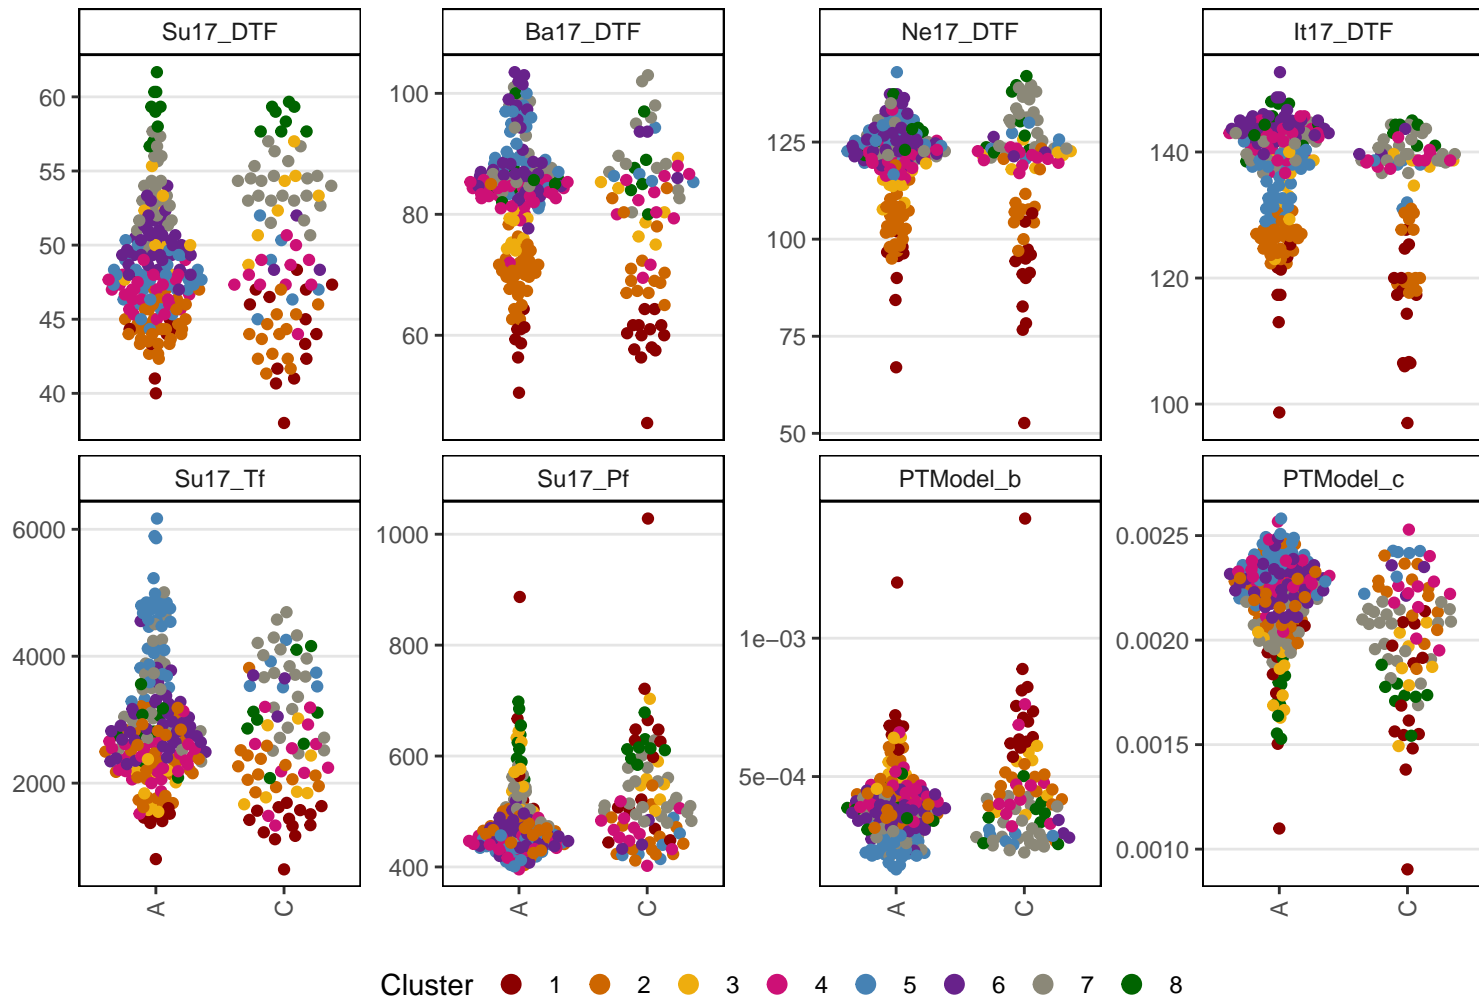 Su17_DTF Ba17_DTF Ne17_DTF It17_DTF
60 55 50 45 40
100 80 60
125 100 75 50
140 120 100
Su17_Tf Su17_Pf PTModel_b PTModel_c
6000 4000 2000
1000 800 600 400
1e−03 5e−04
0.0025 0.0020 0.0015 0.0010
A C A C A C A C
Cluster 1 2 3 4 5 6 7 8